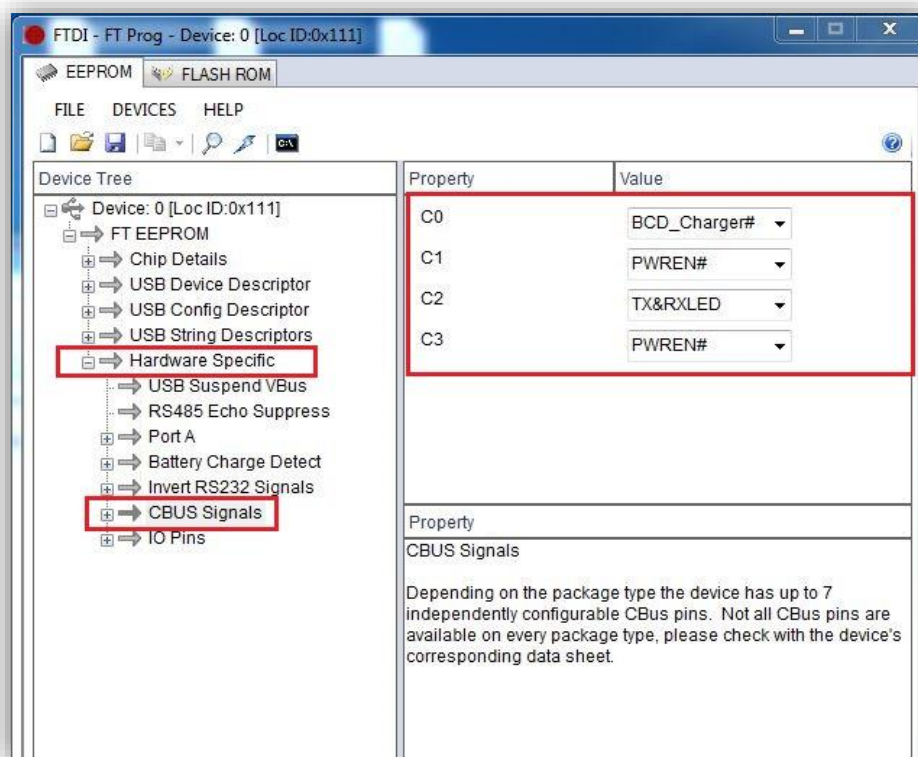 FTDI - FT Prog - Device: 0 [Loc ID:0x111]
EEPROM FLASH ROM
FILE DEVICES HELP
C:\
Device Tree
Device: 0 [Loc ID:0x111]
FT EEPROM
Chip Details
USB Device Descriptor
USB Config Descriptor
USB String Descriptors
Hardware Specific
USB Suspend VBus
RS485 Echo Suppress
Port A
Battery Charge Detect
Invert RS232 Signals
CBUS Signals
IO Pins
Property Value
C0 BCD_Charger#
C1 PWREN#
C2 TX&RXLED
C3 PWREN#
Property
CBUS Signals
Depending on the package type the device has up to 7
independently configurable CBus pins. Not all CBus pins are
available on every package type, please check with the device's
corresponding data sheet.